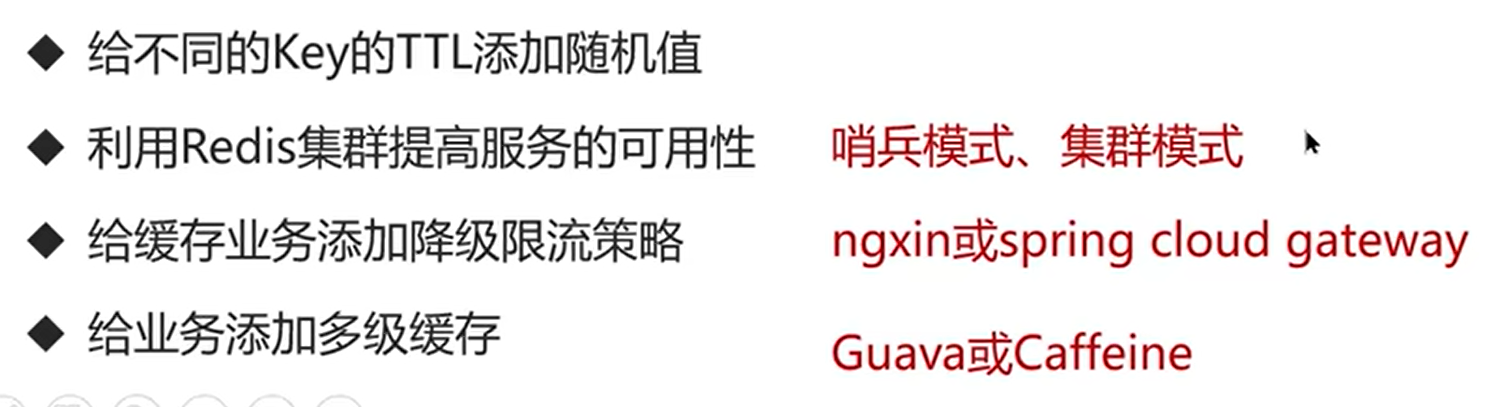 ◆ 给不同的Key的TTL添加随机值
◆ 利用Redis集群提高服务的可用性 哨兵模式、集群模式
◆ 给缓存业务添加降级限流策略 ngxin或spring cloud gateway
◆ 给业务添加多级缓存 Guava或Caffeine